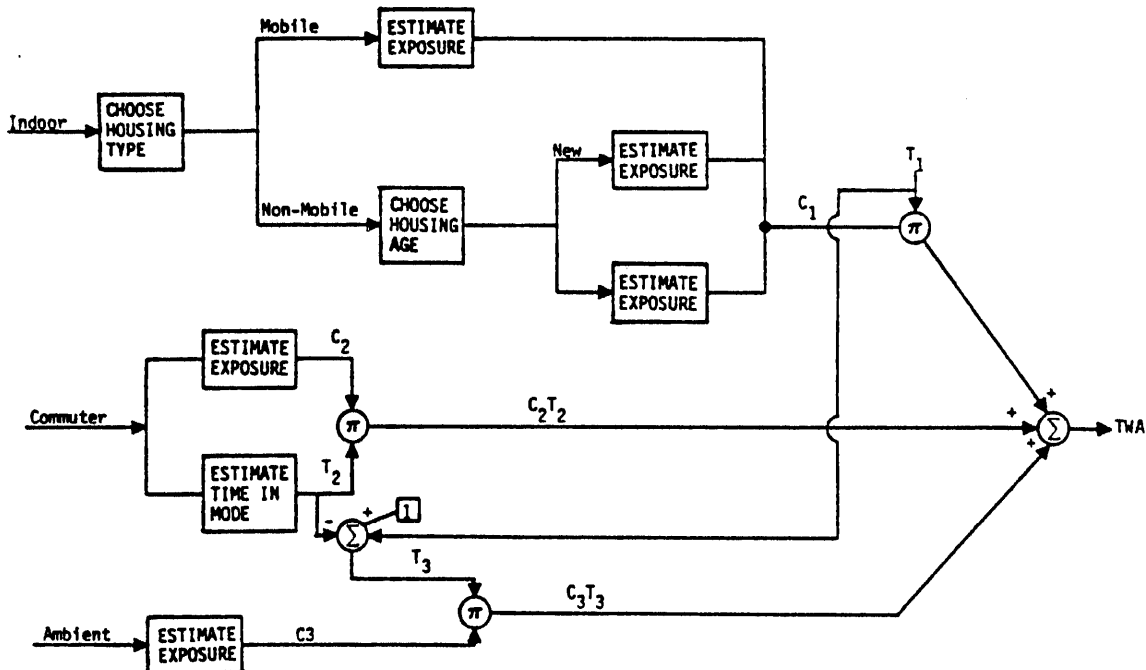 Mobile
ESTIMATE
EXPOSURE
Indoor
CHOOSE
HOUSING
TYPE
New
ESTIMATE
EXPOSURE
T1
Non-Mobile
CHOOSE
HOUSING
AGE
C1
π
ESTIMATE
EXPOSURE
ESTIMATE
EXPOSURE
C2
Commuter
π
C2T2
+
+
+
Σ
TWA
ESTIMATE
TIME IN
MODE
T2
-
+
1
Σ
T3
π
C3T3
Ambient
ESTIMATE
EXPOSURE
C3